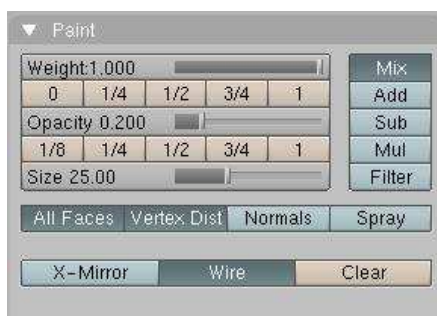 Paint
Weight:1.000 Mix
0 1/4 1/2 3/4 1 Add
Opacity 0.200 Sub
1/8 1/4 1/2 3/4 1 Mul
Size 25.00 Filter
All Faces Vertex Dist Normals Spray
X-Mirror Wire Clear